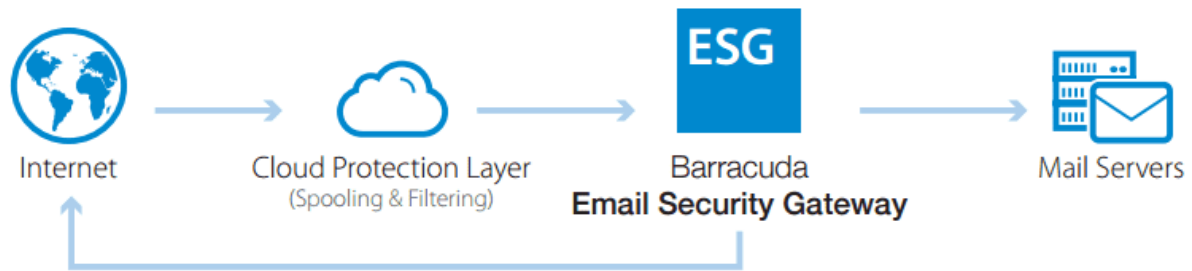 ESG
Internet
Cloud Protection Layer
(Spooling & Filtering)
Barracuda
Email Security Gateway
Mail Servers